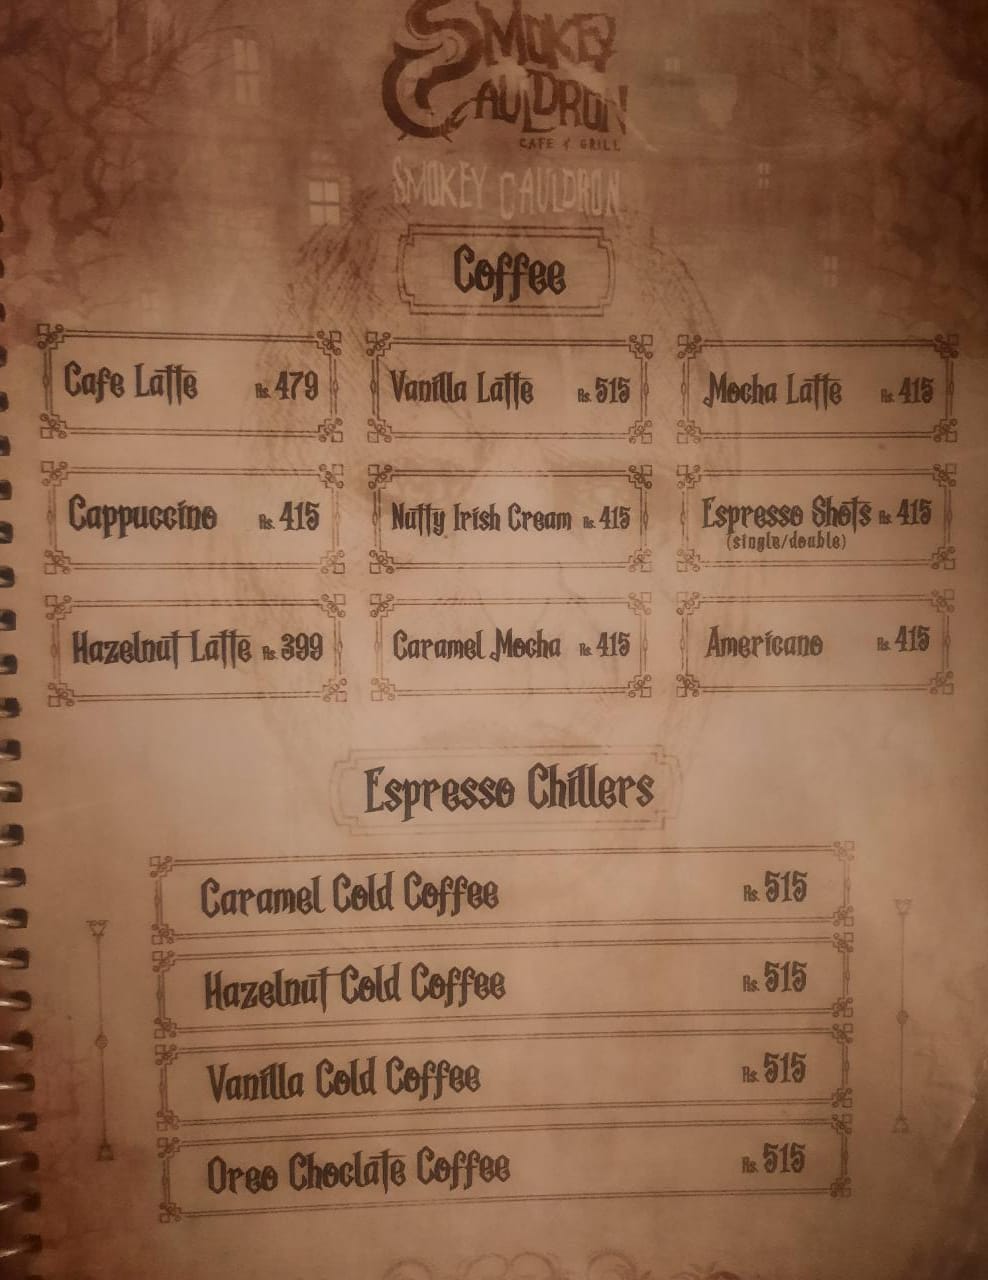 SMOKEY
CAULDRON
CAFE & GRILL
SMOKEY CAULDRON
Coffee
Cafe Latte Rs. 479
Vanilla Latte Rs. 515
Mocha Latte Rs. 415
Cappuccino Rs. 415
Nutty Irish Cream Rs. 415
Espresso Shots Rs. 415
(single/double)
Hazelnut Latte Rs. 399
Caramel Mocha Rs. 415
Americano Rs. 415
Espresso Chillers
Caramel Cold Coffee Rs. 515
Hazelnut Cold Coffee Rs. 515
Vanilla Cold Coffee Rs. 515
Oreo Choclate Coffee Rs. 515